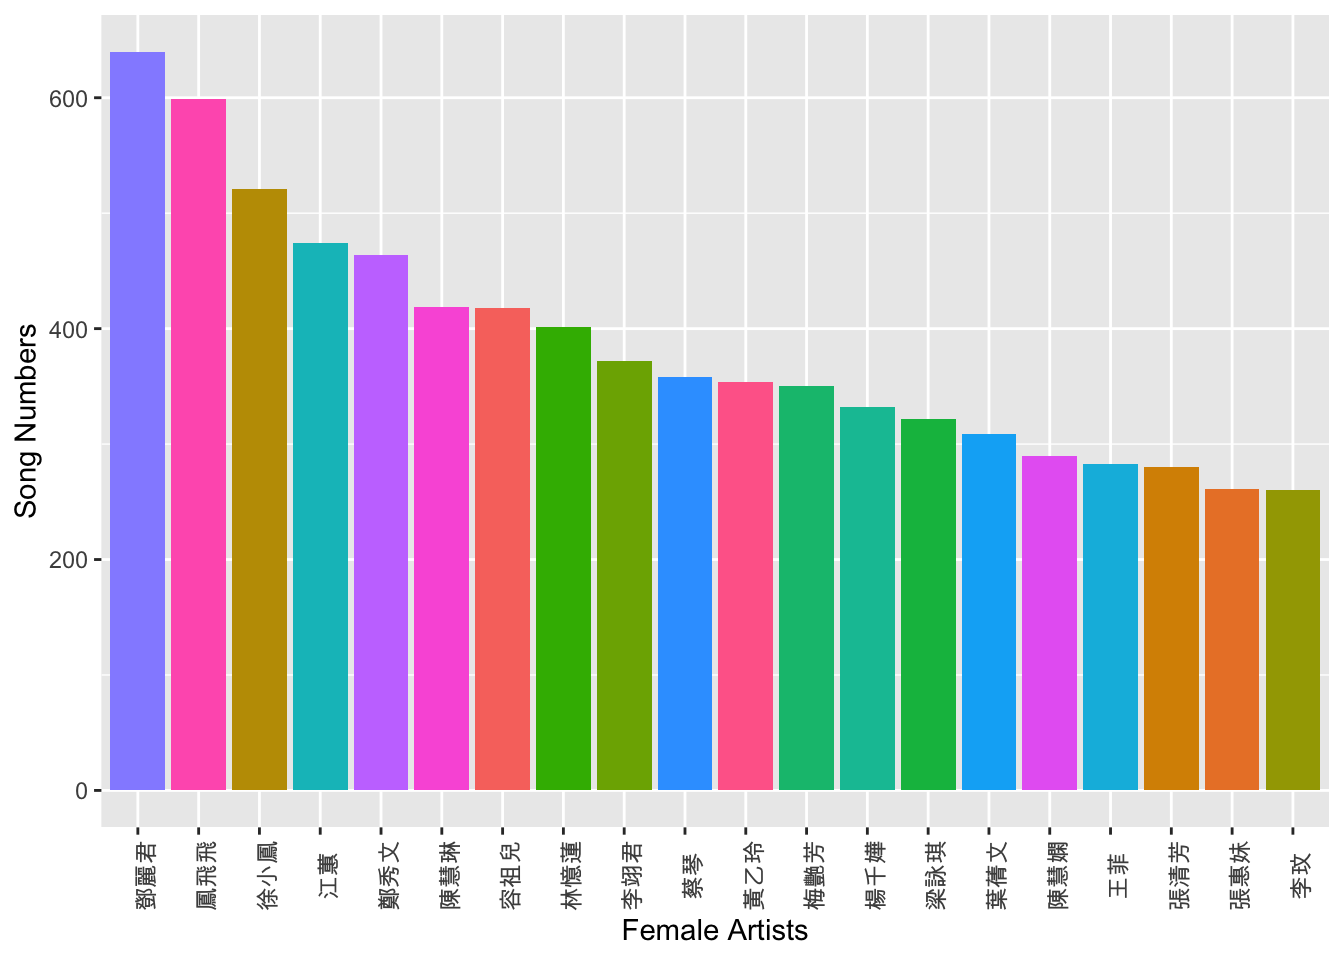 Song Numbers
600
400
200
0
鄧麗君
鳳飛飛
徐小鳳
江蕙
鄭秀文
陳慧琳
容祖兒
林憶蓮
李翊君
蔡琴
黃乙玲
梅艷芳
楊千嬅
梁詠琪
葉蒨文
陳慧嫻
王菲
張清芳
張惠妹
李玟
Female Artists